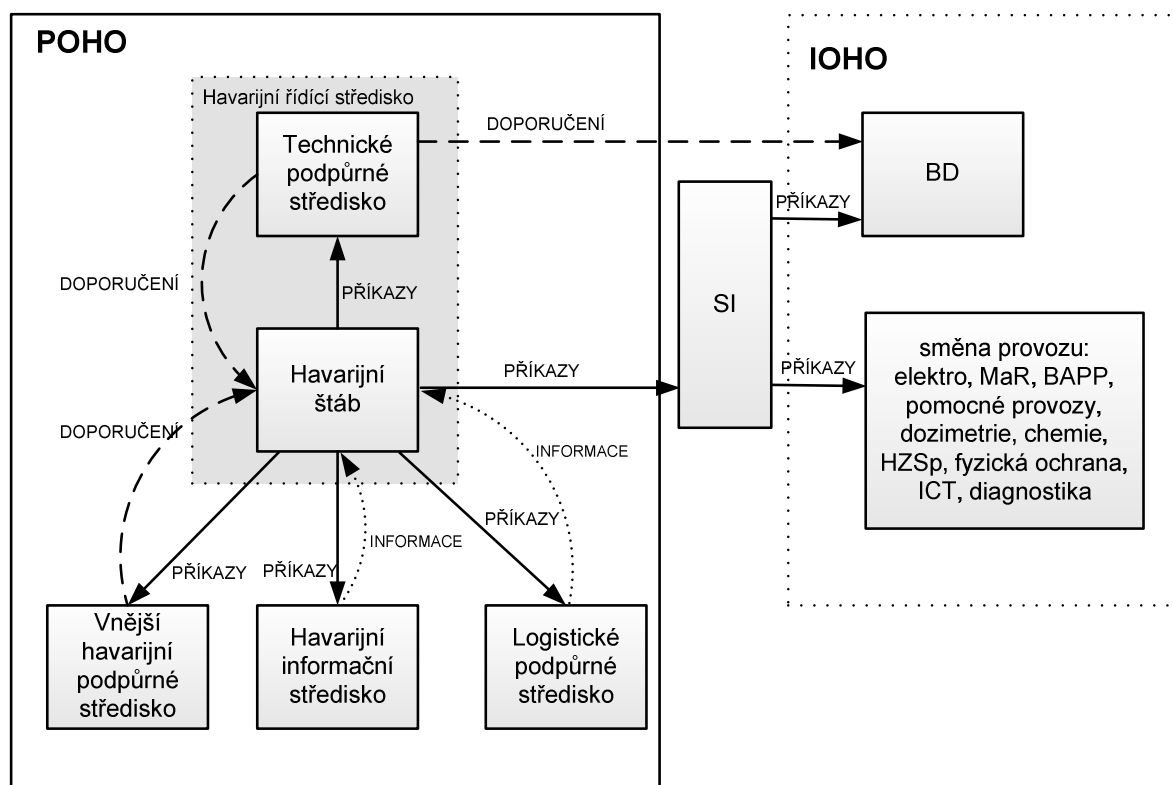 POHO
IOHO
Havarijní řídící středisko
Technické
podpůrné
středisko
DOPORUČENÍ
BD
PŘÍKAZY
SI
DOPORUČENÍ
PŘÍKAZY
Havarijní
štáb
PŘÍKAZY
PŘÍKAZY
směna provozu:
elektro, MaR, BAPP,
pomocné provozy,
dozimetrie, chemie,
HZSp, fyzická ochrana,
ICT, diagnostika
DOPORUČENÍ
INFORMACE
PŘÍKAZY
INFORMACE
PŘÍKAZY
PŘÍKAZY
Vnější
havarijní
podpůrné
středisko
Havarijní
informační
středisko
Logistické
podpůrné
středisko